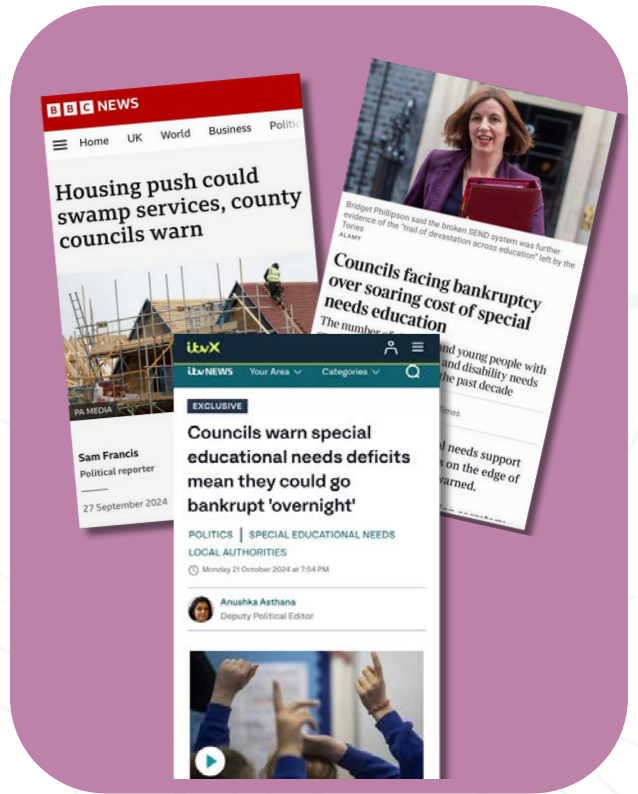 BBC NEWS
Home UK World Business Politic
Housing push could
swamp services, county
councils warn
PA MEDIA
Sam Francis
Political reporter
27 September 2024
Bridget Phillipson said the broken SEND system was further
evidence of the "trail of devastation across education" left by the
Tories
ALAMY
Councils facing bankruptcy
over soaring cost of special
needs education
The number of
and young people with
and disability needs
the past decade
Times
needs support
s on the edge of
warned.
itvX
itv NEWS Your Area Categories
EXCLUSIVE
Councils warn special
educational needs deficits
mean they could go
bankrupt 'overnight'
POLITICS | SPECIAL EDUCATIONAL NEEDS
LOCAL AUTHORITIES
Monday 21 October 2024 at 7:54 PM
Anushka Asthana
Deputy Political Editor